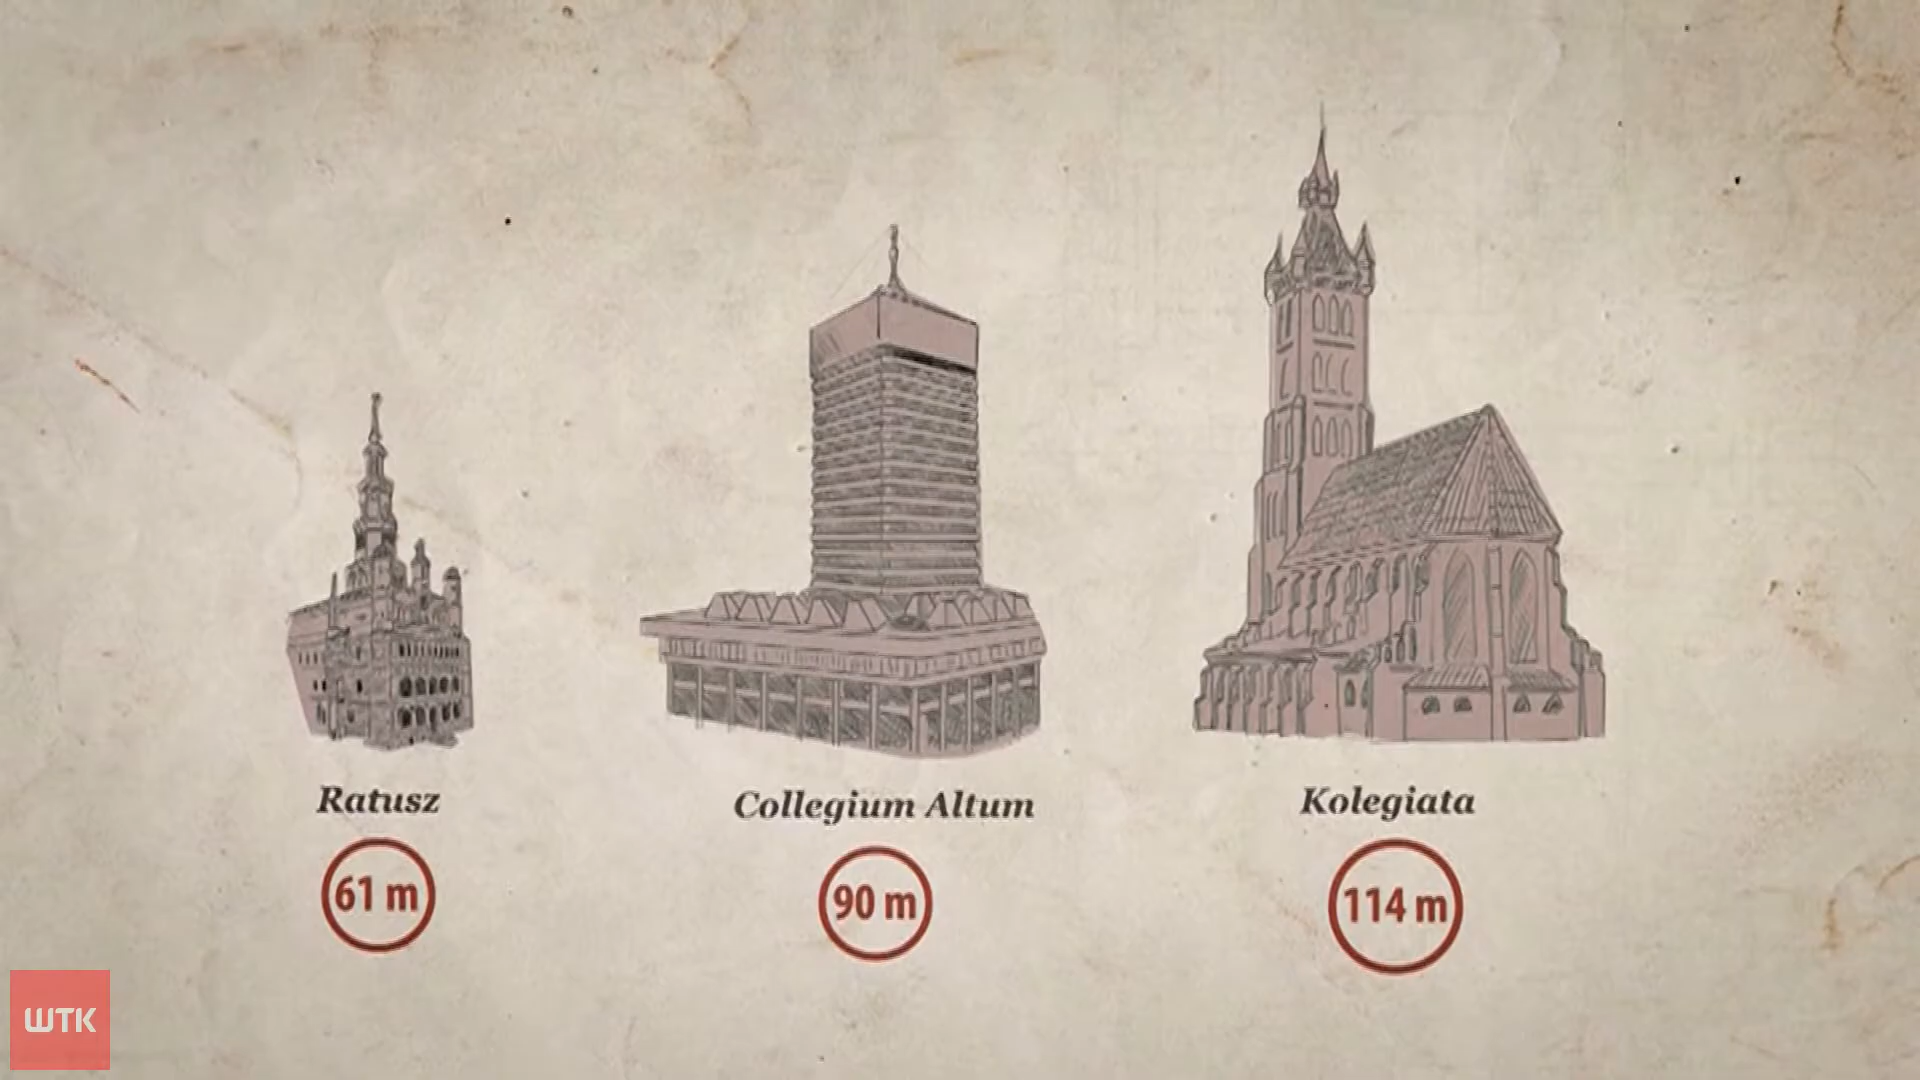 Ratusz
61 m
Collegium Altum
90 m
Kolegiata
114 m
WTK